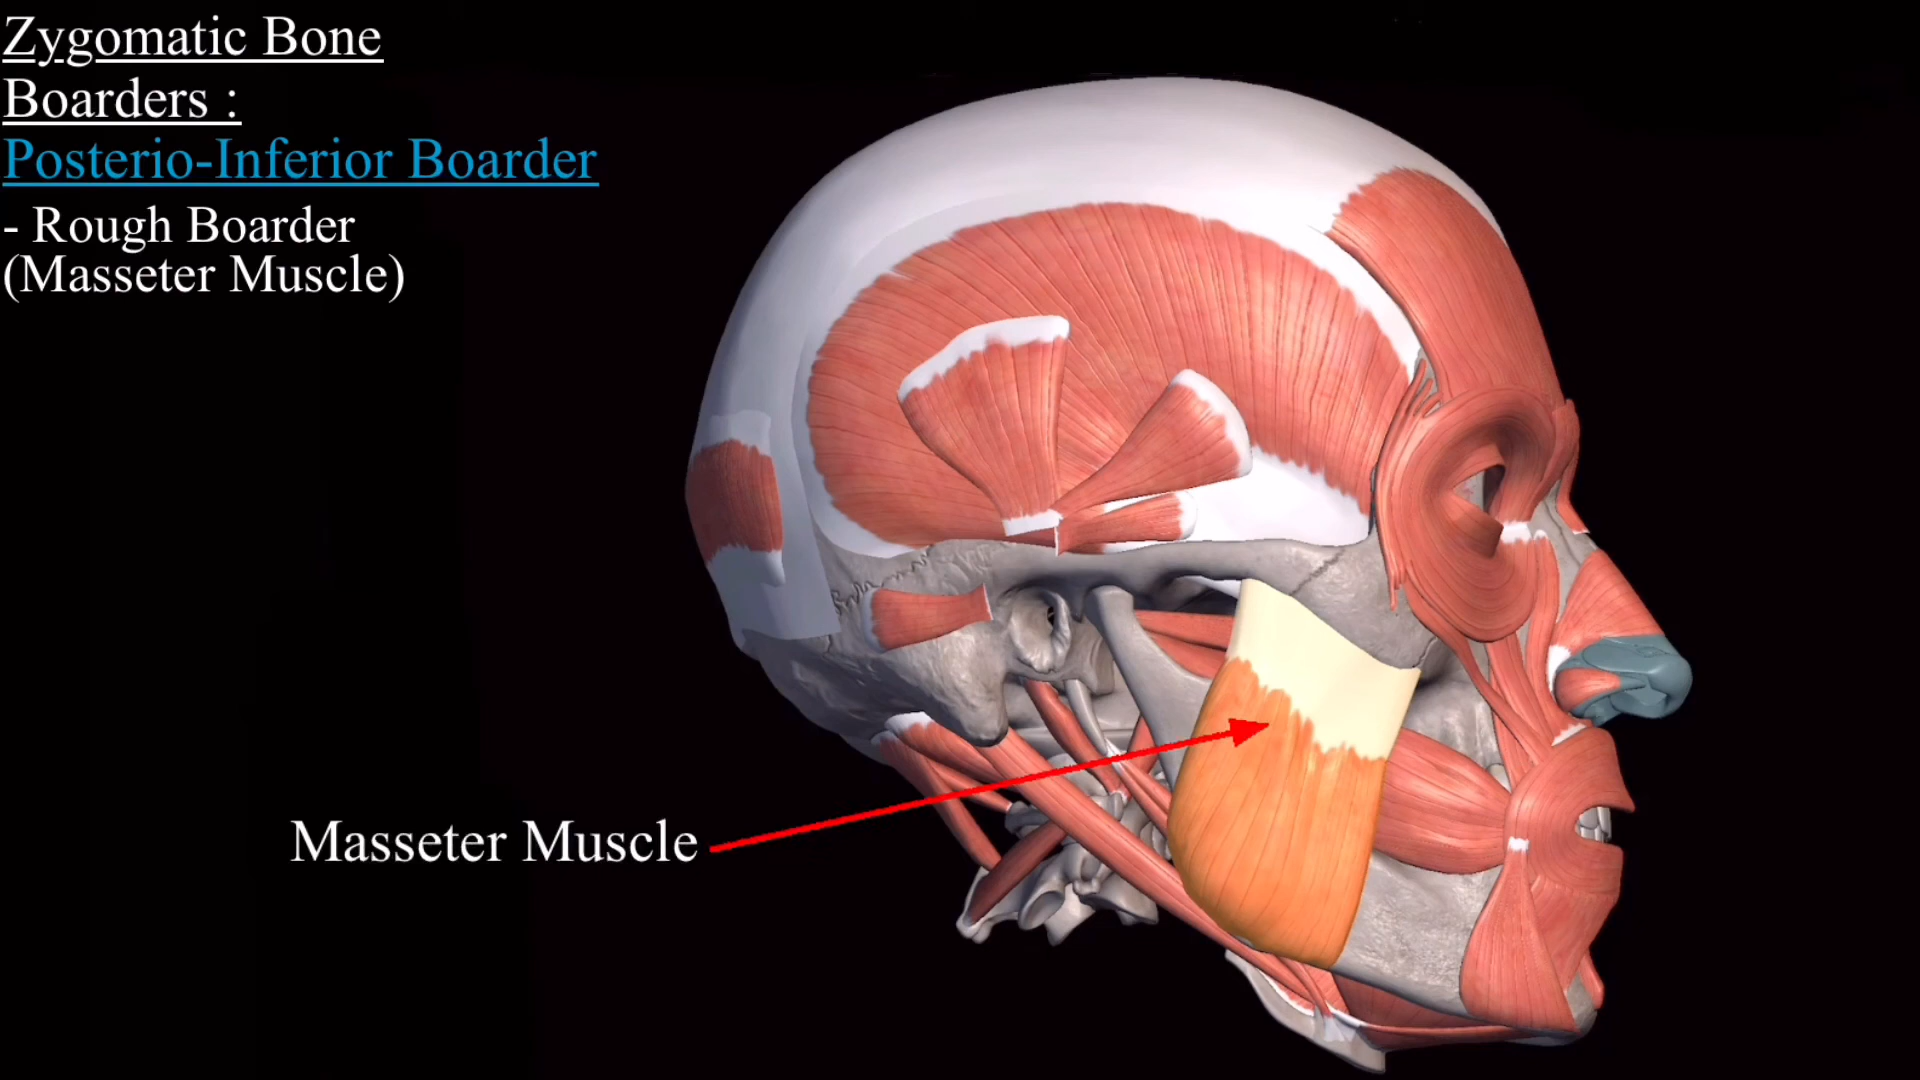 Zygomatic Bone
Boarders :
Posterio-Inferior Boarder
- Rough Boarder
(Masseter Muscle)
Masseter Muscle